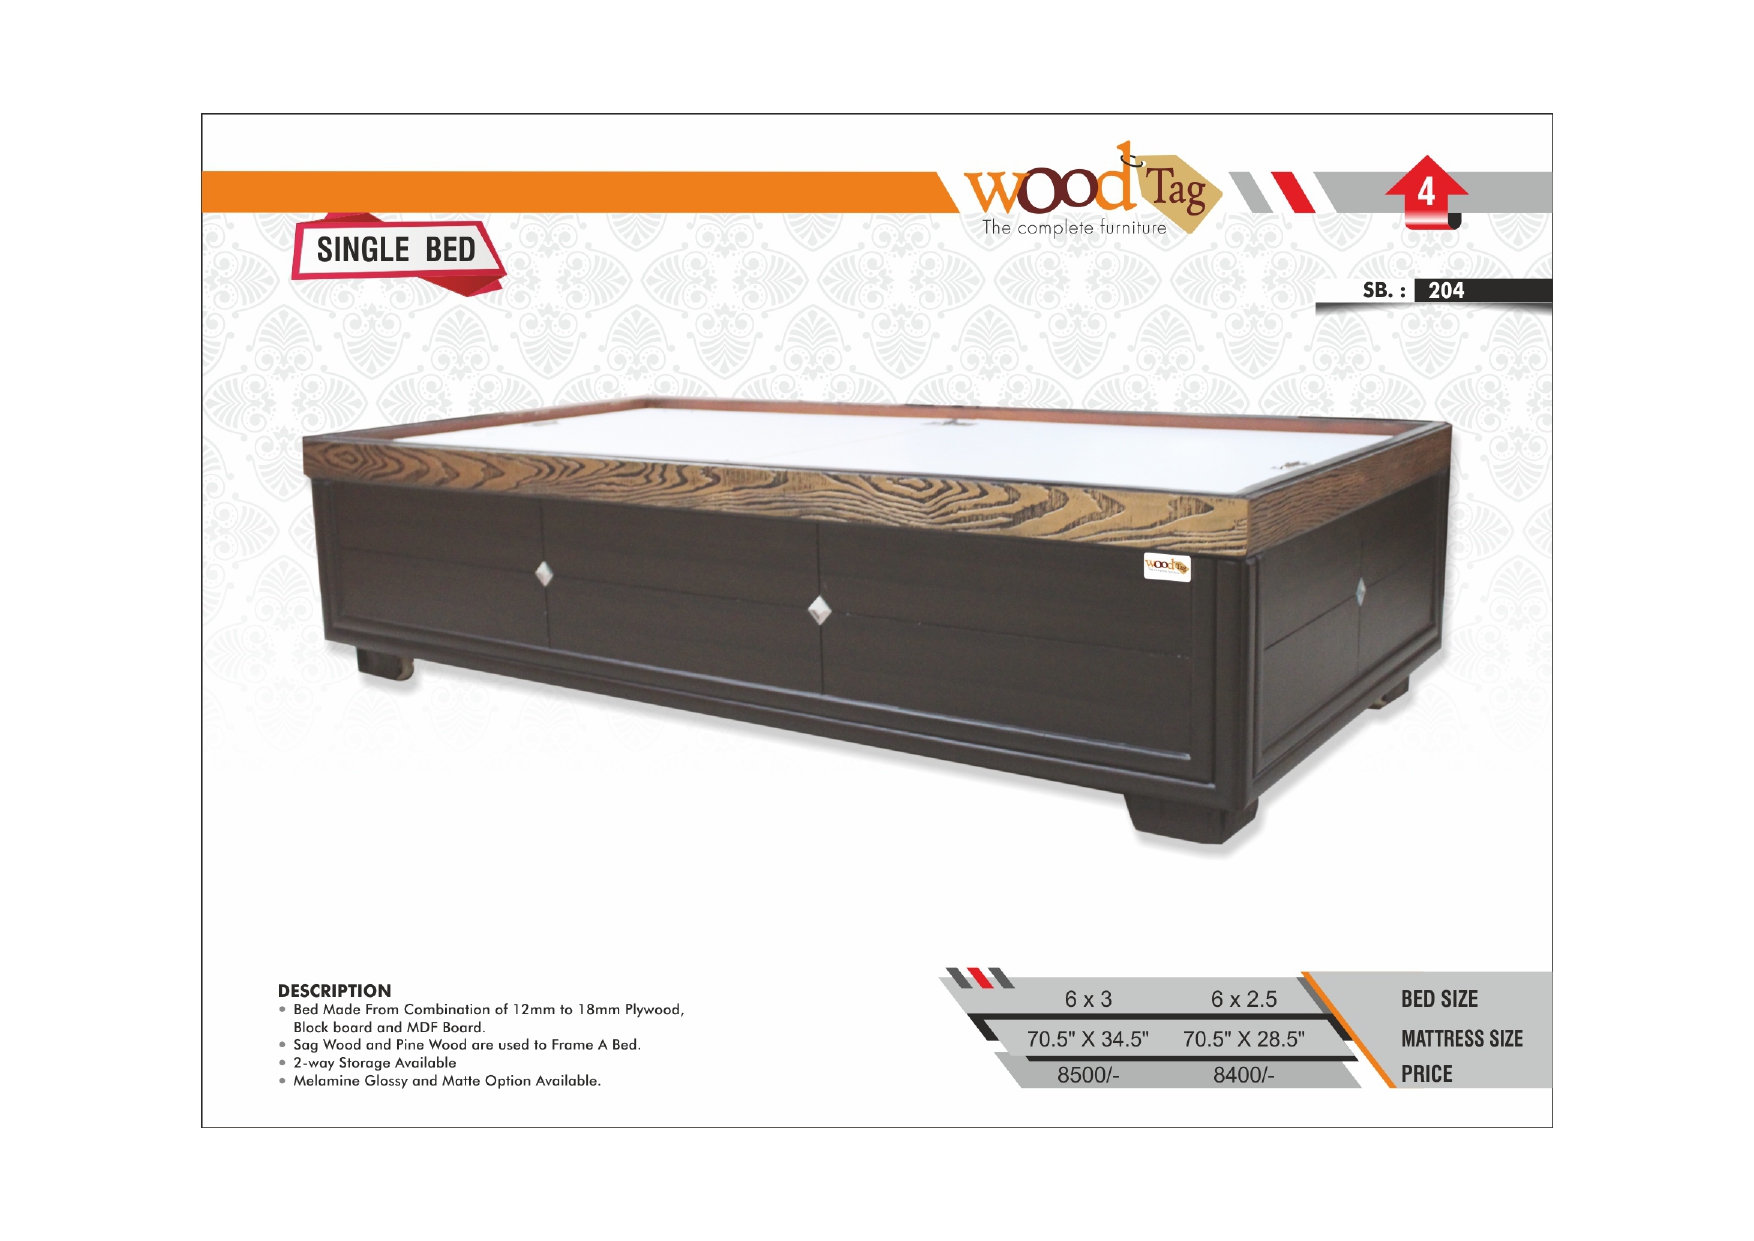 wood Tag
The complete furniture
4
SINGLE BED
SB. : 204
wood Tag
DESCRIPTION
• Bed Made From Combination of 12mm to 18mm Plywood,
Block board and MDF Board.
• Sag Wood and Pine Wood are used to Frame A Bed.
• 2-way Storage Available
• Melamine Glossy and Matte Option Available.
6 x 3 6 x 2.5 BED SIZE
70.5" X 34.5" 70.5" X 28.5" MATTRESS SIZE
8500/- 8400/- PRICE